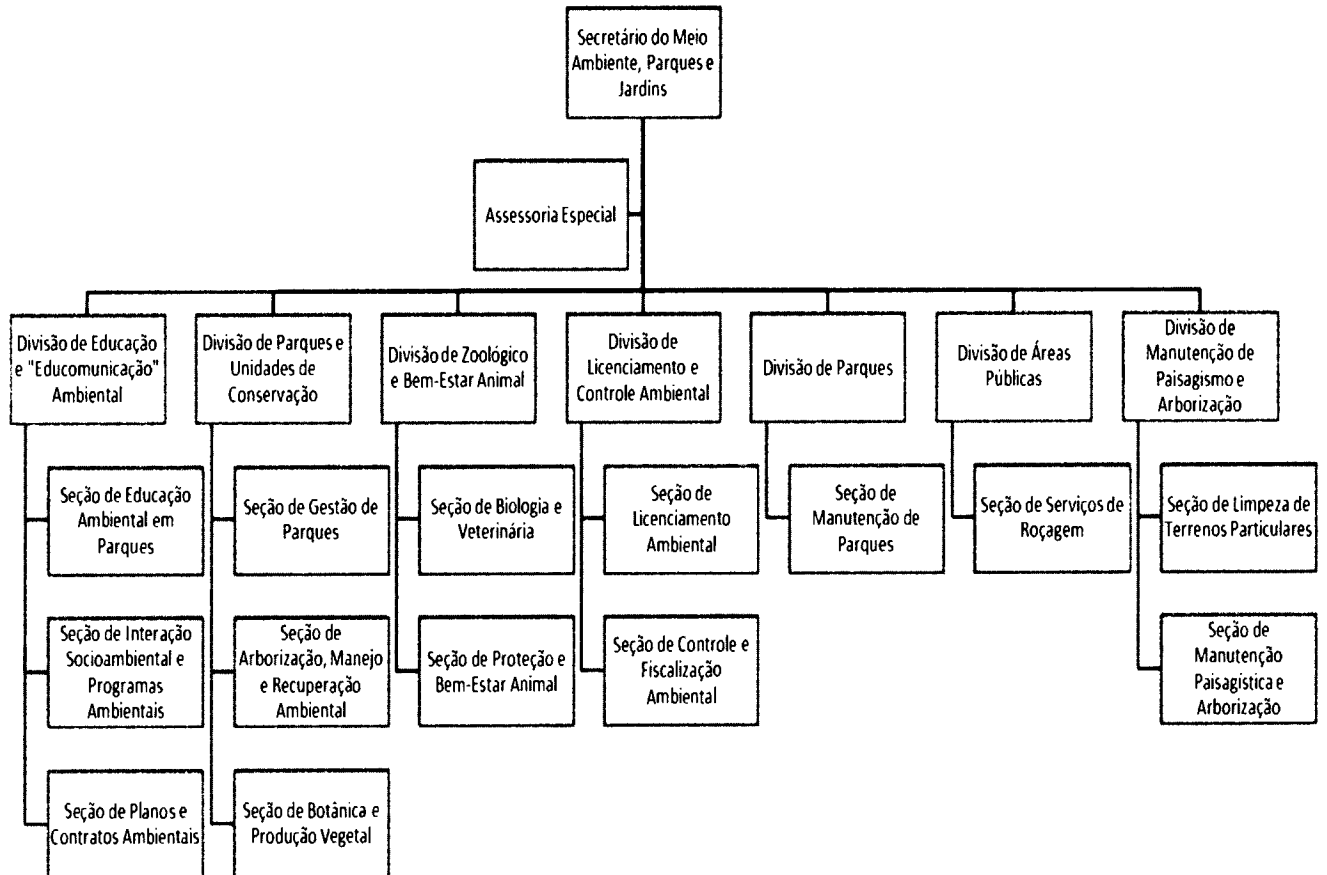 Secretário do Meio
Ambiente, Parques e
Jardins
Assessoria Especial
Divisão de Educação
e "Educomunicação"
Ambiental
Divisão de Parques e
Unidades de
Conservação
Divisão de Zoológico
e Bem-Estar Animal
Divisão de
Licenciamento e
Controle Ambiental
Divisão de Parques
Divisão de Áreas
Públicas
Divisão de
Manutenção de
Paisagismo e
Arborização
Seção de Educação
Ambiental em
Parques
Seção de Gestão de
Parques
Seção de Biologia e
Veterinária
Seção de
Licenciamento
Ambiental
Seção de
Manutenção de
Parques
Seção de Serviços de
Roçagem
Seção de Limpeza de
Terrenos Particulares
Seção de Interação
Socioambiental e
Programas
Ambientais
Seção de
Arborização, Manejo
e Recuperação
Ambiental
Seção de Proteção e
Bem-Estar Animal
Seção de Controle e
Fiscalização
Ambiental
Seção de
Manutenção
Paisagística e
Arborização
Seção de Planos e
Contratos Ambientais
Seção de Botânica e
Produção Vegetal